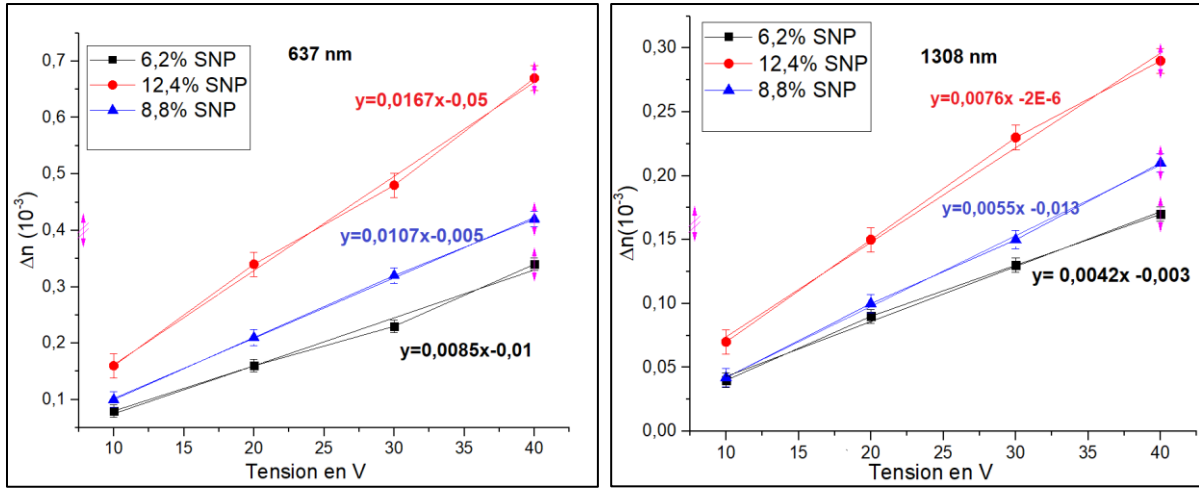 6,2% SNP
12,4% SNP
8,8% SNP
637 nm
y=0,0167x-0,05
y=0,0107x-0,005
y=0,0085x-0,01
0,7
0,6
0,5
0,4
0,3
0,2
0,1
Δn (10⁻³)
10 15 20 25 30 35 40
Tension en V
6,2% SNP
12,4% SNP
8,8% SNP
1308 nm
y=0,0076x -2E-6
y=0,0055x -0,013
y= 0,0042x -0,003
0,30
0,25
0,20
0,15
0,10
0,05
0,00
Δn(10⁻³)
10 15 20 25 30 35 40
Tension en V